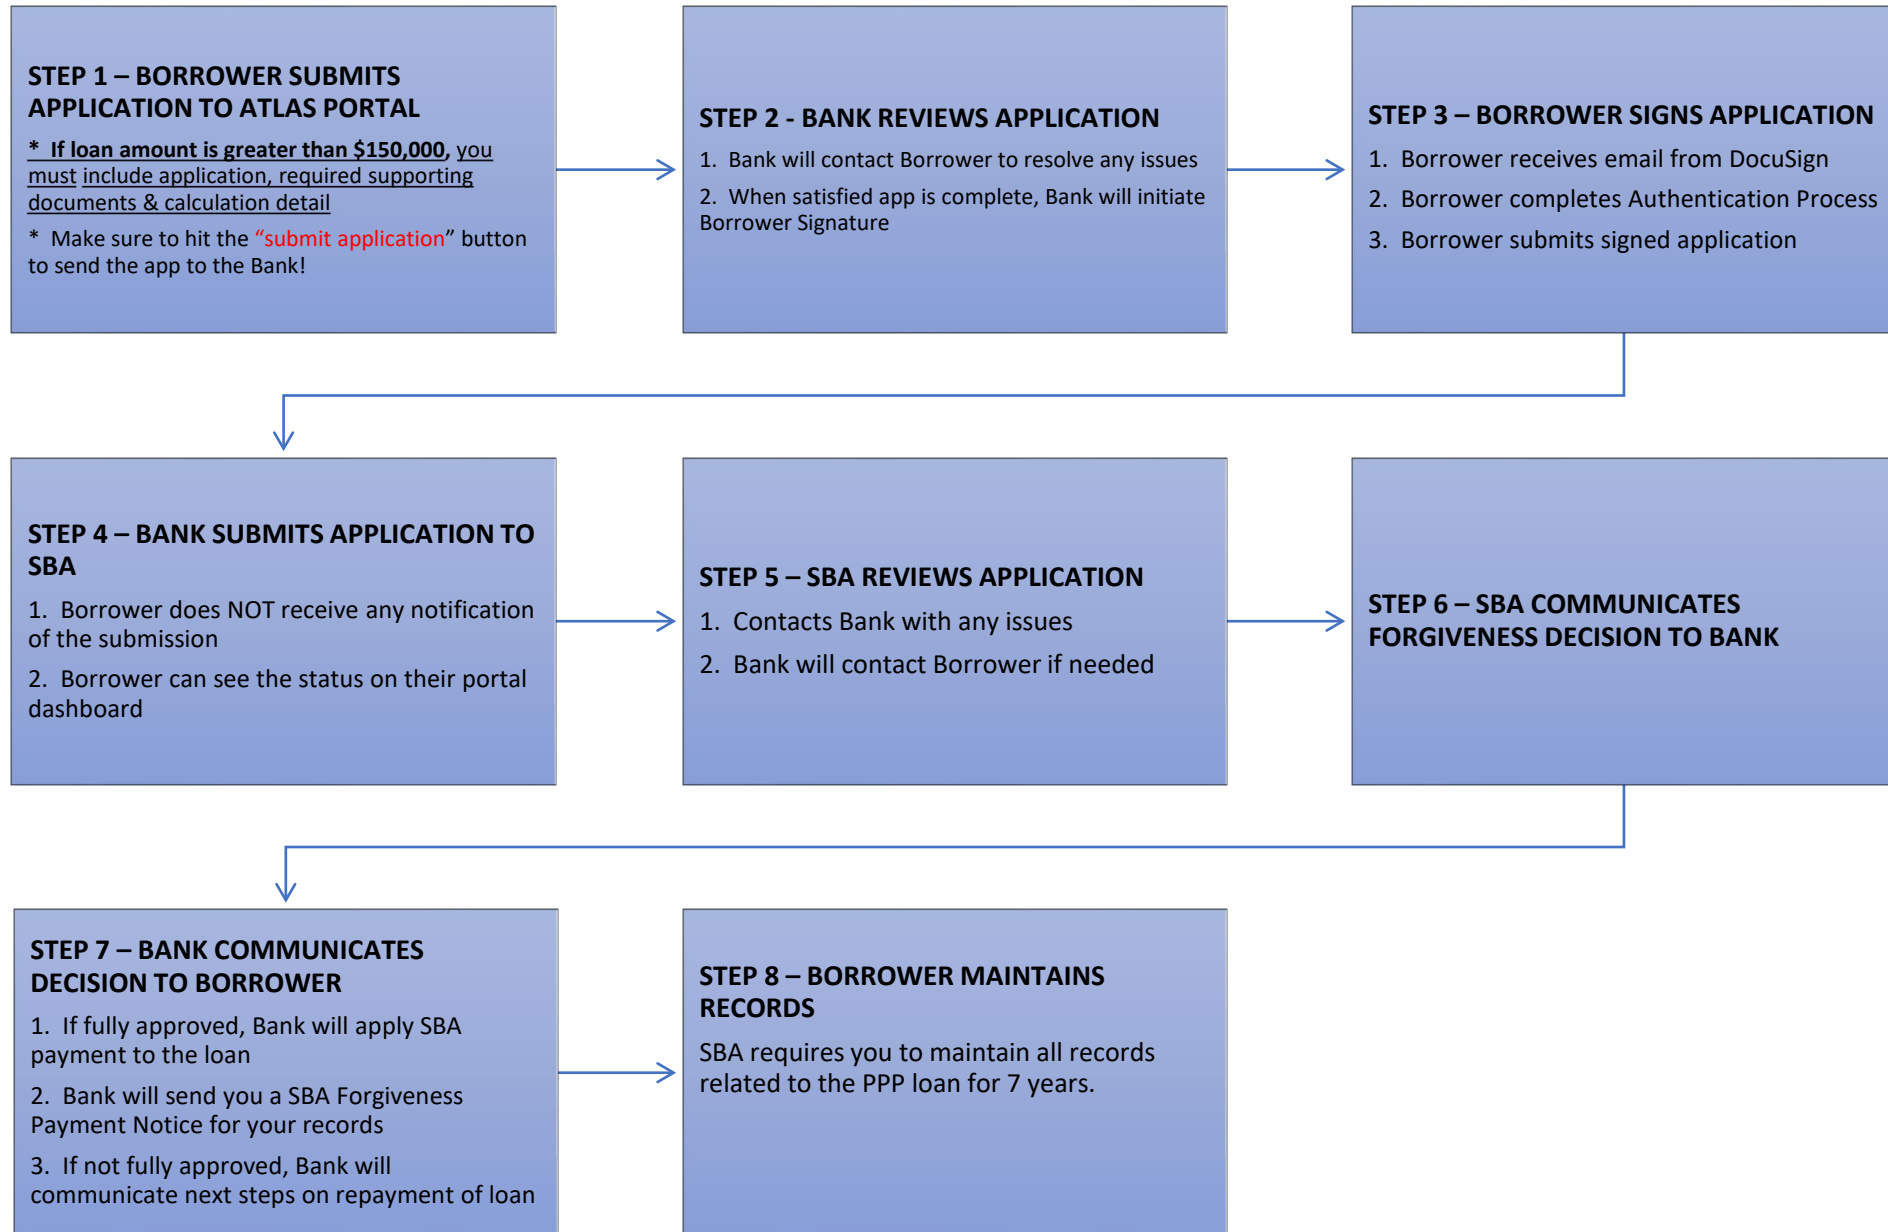 STEP 1 – BORROWER SUBMITS
APPLICATION TO ATLAS PORTAL
* If loan amount is greater than $150,000, you
must include application, required supporting
documents & calculation detail
* Make sure to hit the “submit application” button
to send the app to the Bank!
STEP 2 - BANK REVIEWS APPLICATION
1. Bank will contact Borrower to resolve any issues
2. When satisfied app is complete, Bank will initiate
Borrower Signature
STEP 3 – BORROWER SIGNS APPLICATION
1. Borrower receives email from DocuSign
2. Borrower completes Authentication Process
3. Borrower submits signed application
STEP 4 – BANK SUBMITS APPLICATION TO
SBA
1. Borrower does NOT receive any notification
of the submission
2. Borrower can see the status on their portal
dashboard
STEP 5 – SBA REVIEWS APPLICATION
1. Contacts Bank with any issues
2. Bank will contact Borrower if needed
STEP 6 – SBA COMMUNICATES
FORGIVENESS DECISION TO BANK
STEP 7 – BANK COMMUNICATES
DECISION TO BORROWER
1. If fully approved, Bank will apply SBA
payment to the loan
2. Bank will send you a SBA Forgiveness
Payment Notice for your records
3. If not fully approved, Bank will
communicate next steps on repayment of loan
STEP 8 – BORROWER MAINTAINS
RECORDS
SBA requires you to maintain all records
related to the PPP loan for 7 years.